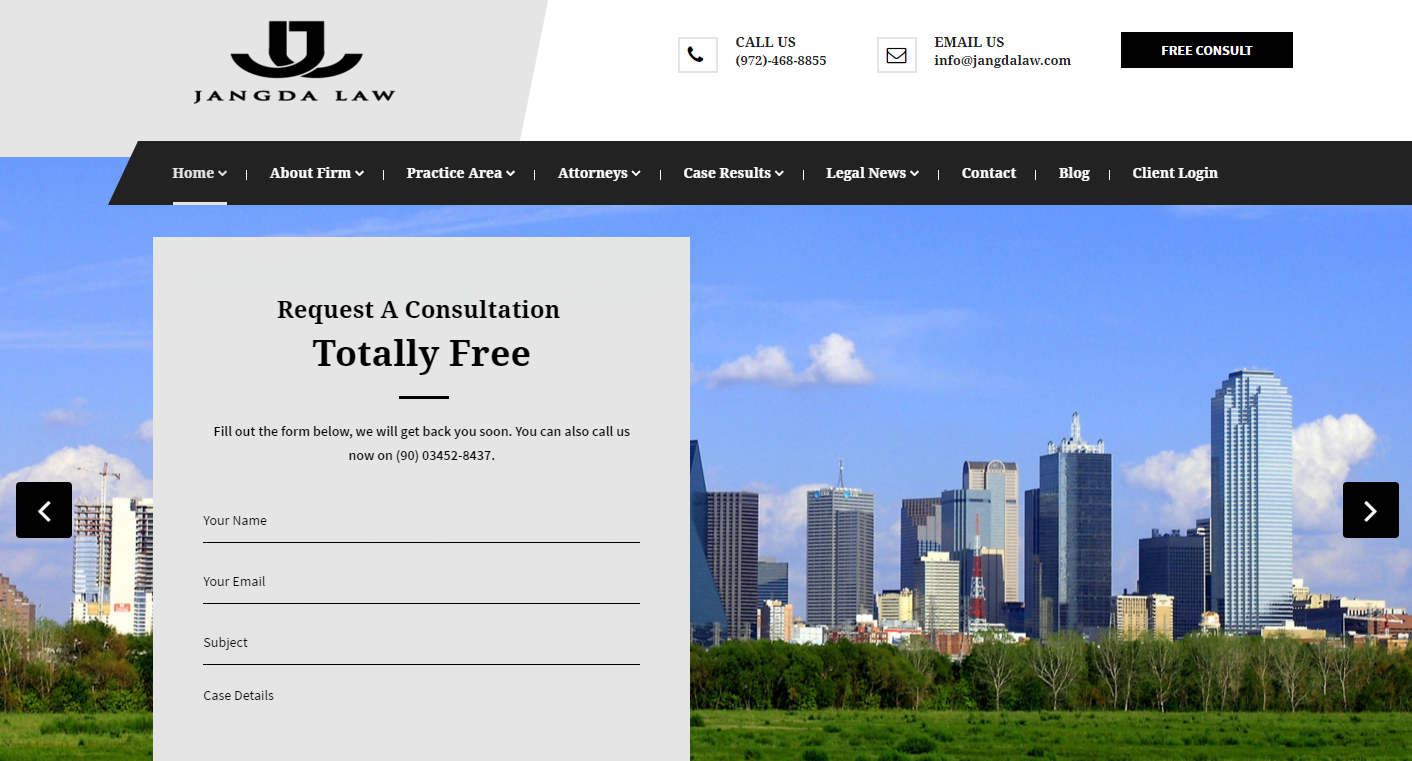 JANGDA LAW
CALL US
(972)-468-8855
EMAIL US
info@jangdalaw.com
FREE CONSULT
Home
About Firm
Practice Area
Attorneys
Case Results
Legal News
Contact
Blog
Client Login
Request A Consultation
Totally Free
Fill out the form below, we will get back you soon. You can also call us
now on (90) 03452-8437.
Your Name
Your Email
Subject
Case Details